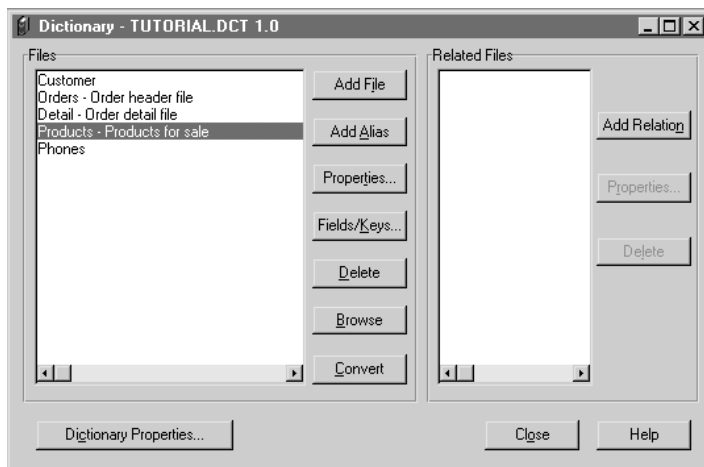 Dictionary - TUTORIAL.DCT 1.0
Files
Customer
Orders - Order header file
Detail - Order detail file
Products - Products for sale
Phones
Add File
Add Alias
Properties...
Fields/Keys...
Delete
Browse
Convert
Related Files
Add Relation
Properties...
Delete
Dictionary Properties...
Close
Help